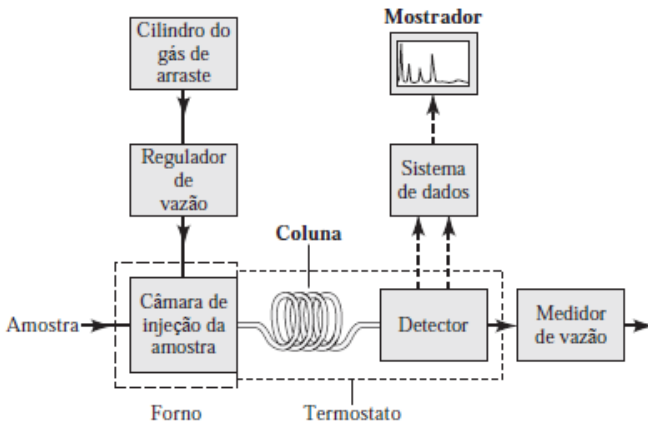 Mostrador
Cilindro do
gás de
arraste
Regulador
de
vazão
Sistema
de dados
Coluna
Amostra
Câmara de
injeção da
amostra
Detector
Medidor
de vazão
Forno
Termostato